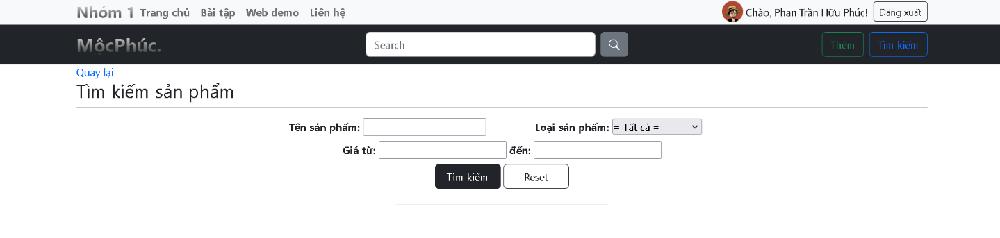 Nhóm 1 Trang chủ Bài tập Web demo Liên hệ Chào, Phan Trần Hữu Phúc! Đăng xuất
MộcPhúc. Search Thêm Tìm kiếm
Quay lại
Tìm kiếm sản phẩm
Tên sản phẩm: Loại sản phẩm: = Tất cả =
Giá từ: đến:
Tìm kiếm Reset